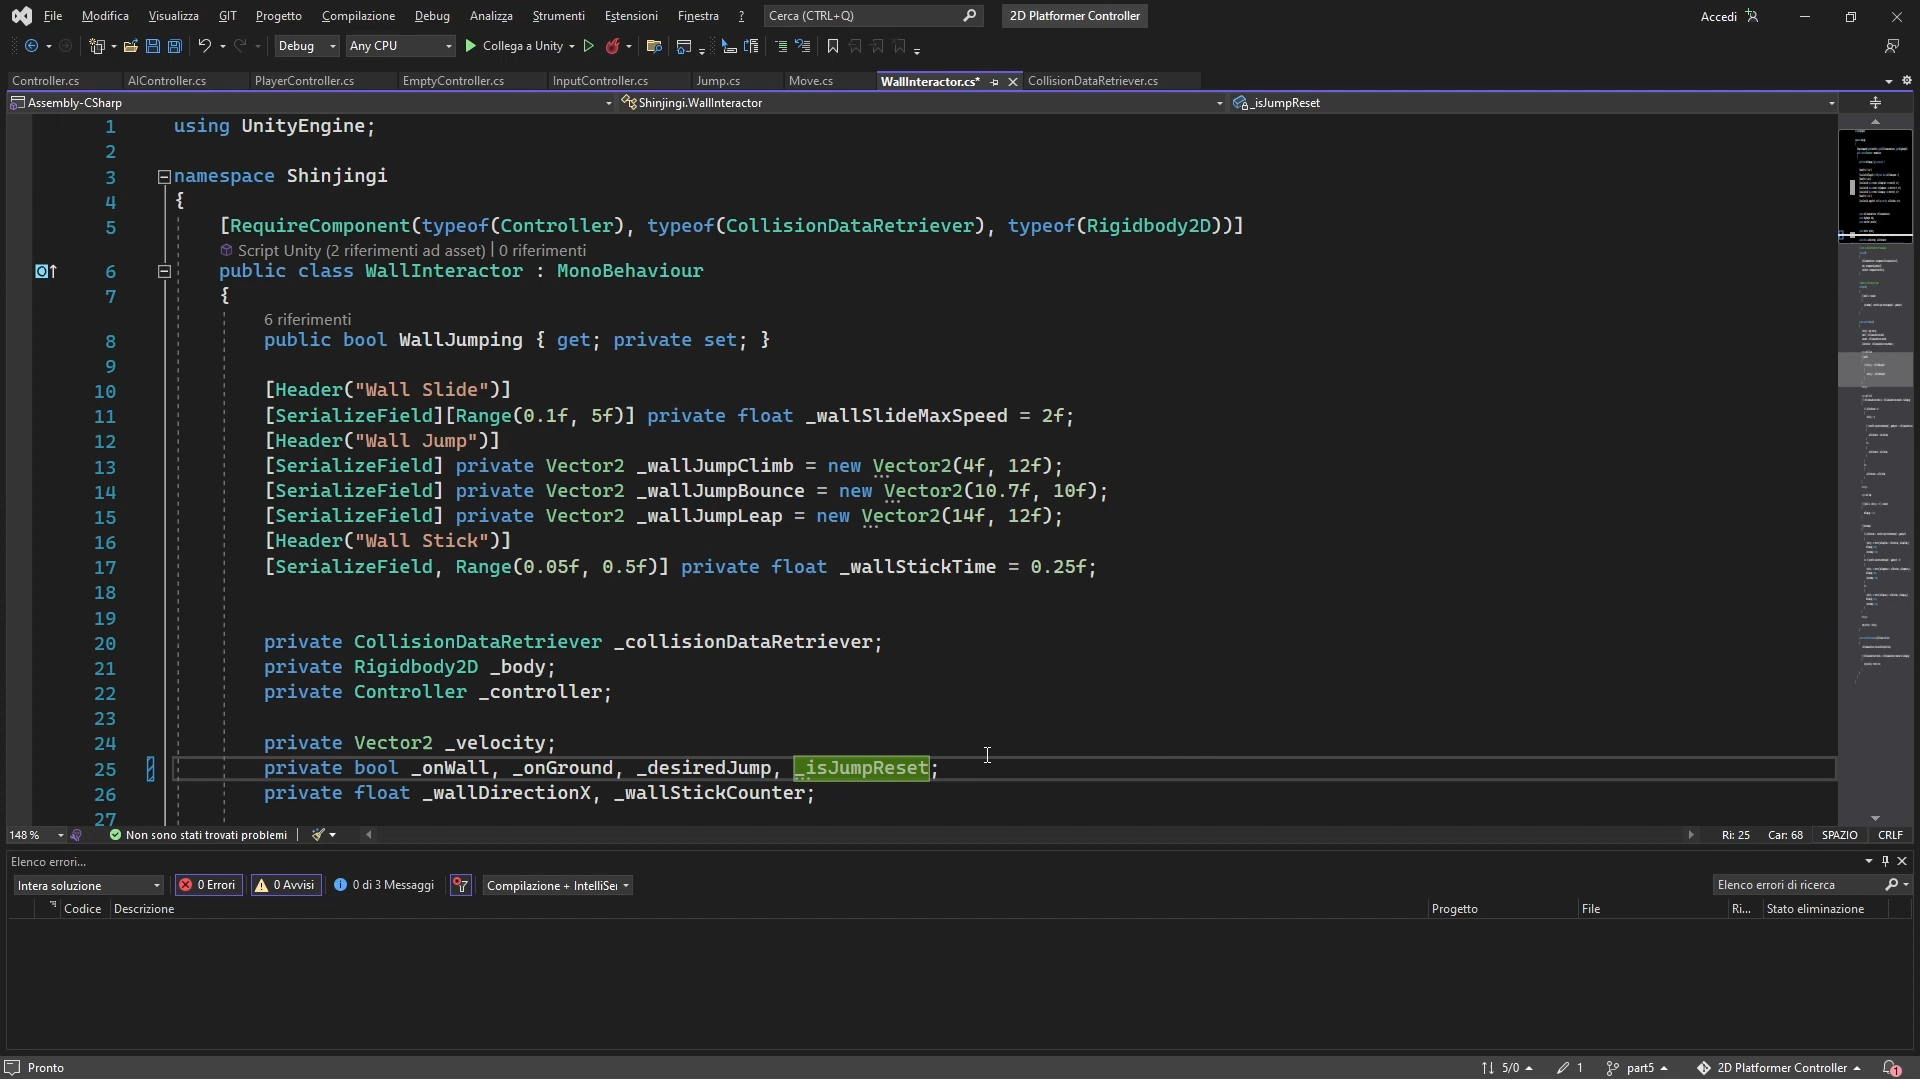 File Modifica Visualizza GIT Progetto Compilazione Debug Analizza Strumenti Estensioni Finestra ? Cerca (CTRL+Q) 2D Platformer Controller Accedi
Debug Any CPU Collega a Unity
Controller.cs AIController.cs PlayerController.cs EmptyController.cs InputController.cs Jump.cs Move.cs WallInteractor.cs* CollisionDataRetriever.cs
Assembly-CSharp Shinjingi.WallInteractor _isJumpReset
1 using UnityEngine;
2
3 namespace Shinjingi
4 {
5 [RequireComponent(typeof(Controller), typeof(CollisionDataRetriever), typeof(Rigidbody2D))]
Script Unity (2 riferimenti ad asset) | 0 riferimenti
6 public class WallInteractor : MonoBehaviour
7 {
6 riferimenti
8 public bool WallJumping { get; private set; }
9
10 [Header("Wall Slide")]
11 [SerializeField][Range(0.1f, 5f)] private float _wallSlideMaxSpeed = 2f;
12 [Header("Wall Jump")]
13 [SerializeField] private Vector2 _wallJumpClimb = new Vector2(4f, 12f);
14 [SerializeField] private Vector2 _wallJumpBounce = new Vector2(10.7f, 10f);
15 [SerializeField] private Vector2 _wallJumpLeap = new Vector2(14f, 12f);
16 [Header("Wall Stick")]
17 [SerializeField, Range(0.05f, 0.5f)] private float _wallStickTime = 0.25f;
18
19
20 private CollisionDataRetriever _collisionDataRetriever;
21 private Rigidbody2D _body;
22 private Controller _controller;
23
24 private Vector2 _velocity;
25 private bool _onWall, _onGround, _desiredJump, _isJumpReset;
26 private float _wallDirectionX, _wallStickCounter;
27
148 % Non sono stati trovati problemi Ri: 25 Car: 68 SPAZIO CRLF
Elenco errori...
Intera soluzione 0 Errori 0 Avvisi 0 di 3 Messaggi Compilazione + IntelliSe Elenco errori di ricerca
Codice Descrizione Progetto File Ri... Stato eliminazione
Pronto 5/0 1 part5 2D Platformer Controller 1